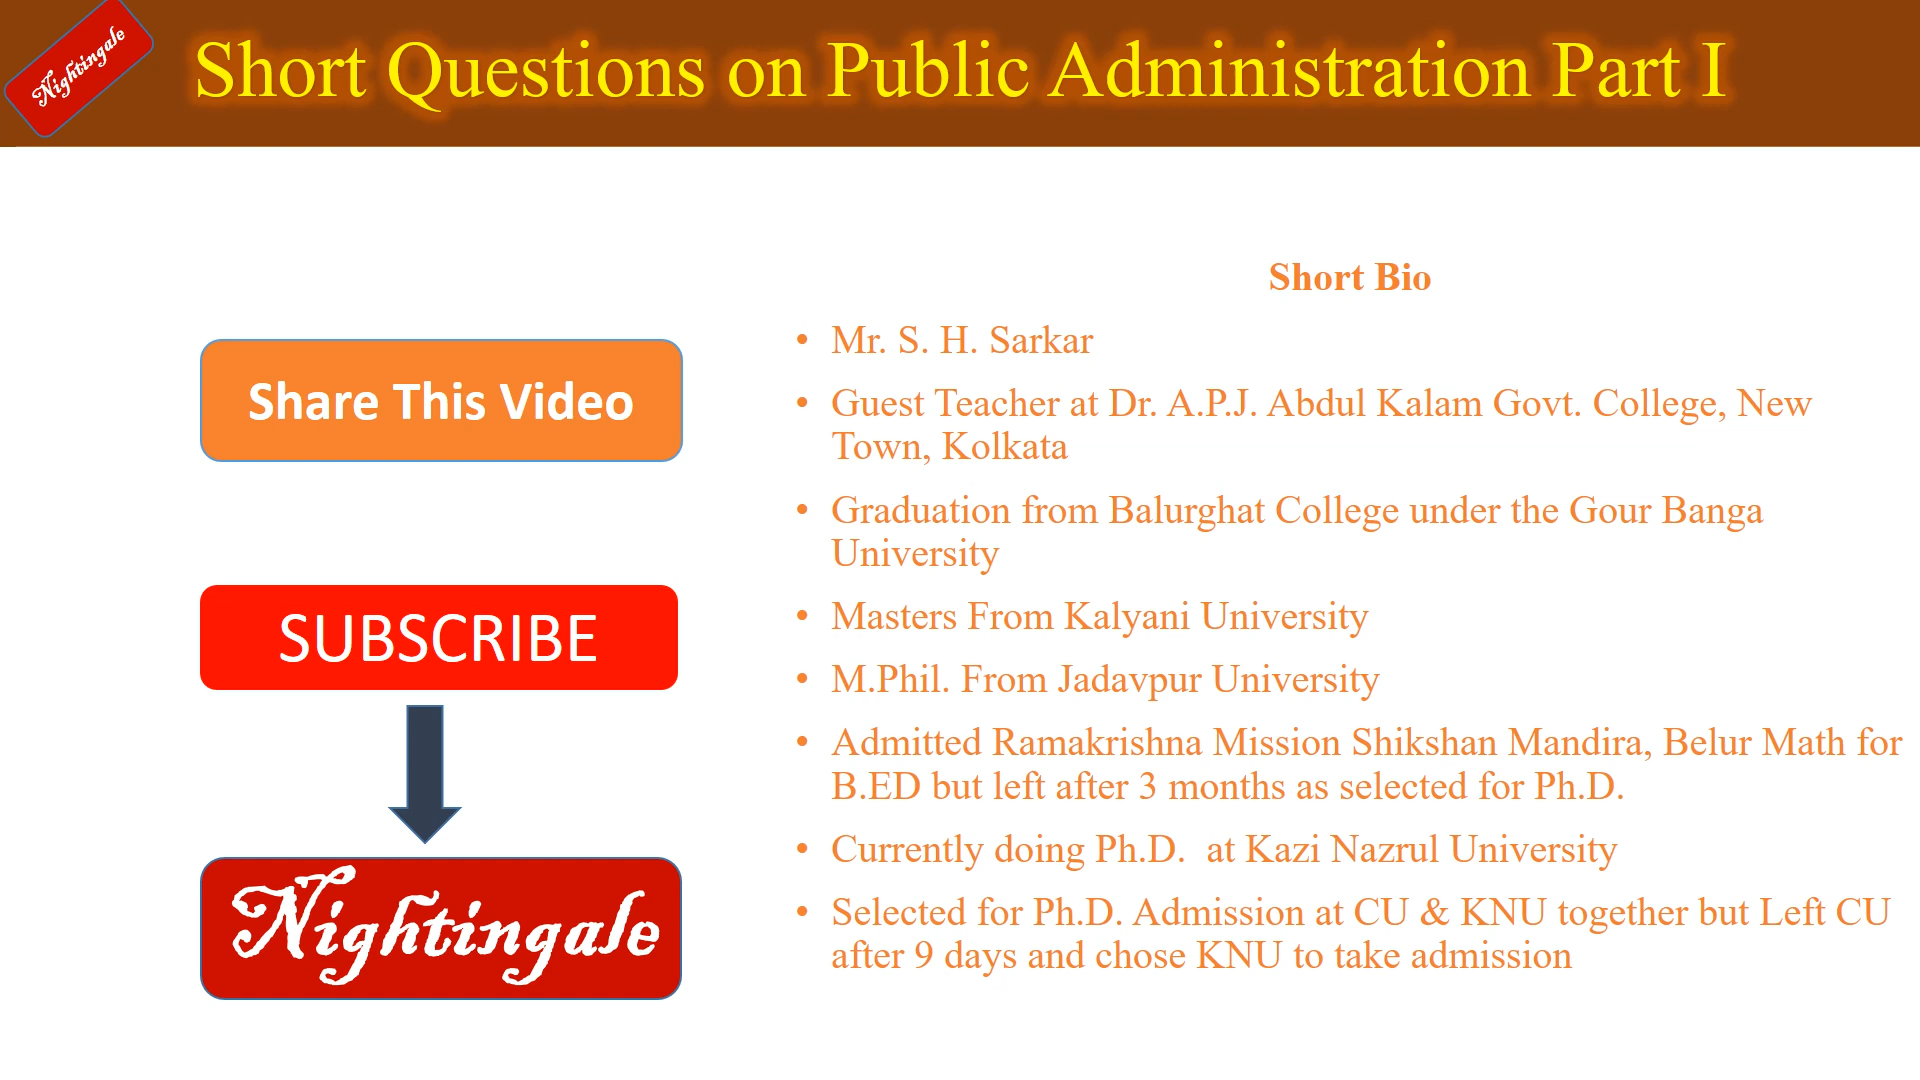 Nightingale
Short Questions on Public Administration Part I
Share This Video
SUBSCRIBE
Nightingale
Short Bio
• Mr. S. H. Sarkar
• Guest Teacher at Dr. A.P.J. Abdul Kalam Govt. College, New
Town, Kolkata
• Graduation from Balurghat College under the Gour Banga
University
• Masters From Kalyani University
• M.Phil. From Jadavpur University
• Admitted Ramakrishna Mission Shikshan Mandira, Belur Math for
B.ED but left after 3 months as selected for Ph.D.
• Currently doing Ph.D.  at Kazi Nazrul University
• Selected for Ph.D. Admission at CU & KNU together but Left CU
after 9 days and chose KNU to take admission